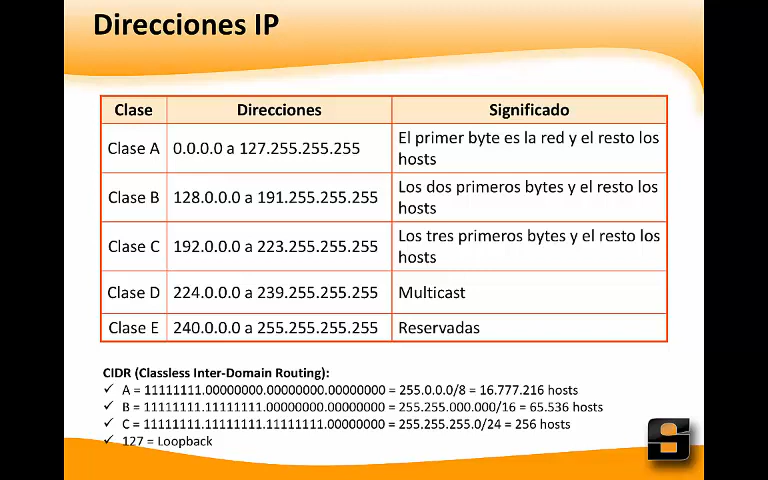 Direcciones IP
Clase Direcciones Significado
Clase A 0.0.0.0 a 127.255.255.255 El primer byte es la red y el resto los
hosts
Clase B 128.0.0.0 a 191.255.255.255 Los dos primeros bytes y el resto los
hosts
Clase C 192.0.0.0 a 223.255.255.255 Los tres primeros bytes y el resto los
hosts
Clase D 224.0.0.0 a 239.255.255.255 Multicast
Clase E 240.0.0.0 a 255.255.255.255 Reservadas
CIDR (Classless Inter-Domain Routing):
✓ A = 11111111.00000000.00000000.00000000 = 255.0.0.0/8 = 16.777.216 hosts
✓ B = 11111111.11111111.00000000.00000000 = 255.255.000.000/16 = 65.536 hosts
✓ C = 11111111.11111111.11111111.00000000 = 255.255.255.0/24 = 256 hosts
✓ 127 = Loopback